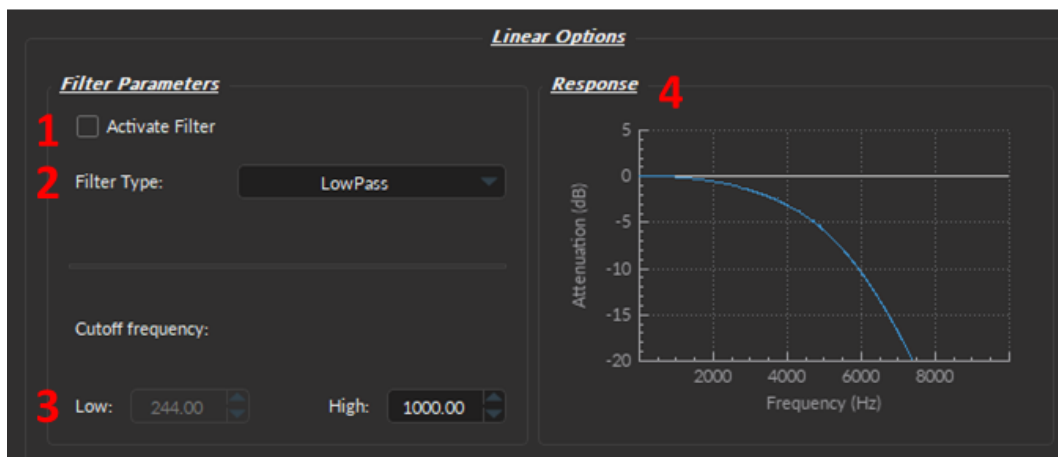 Linear Options
Filter Parameters
1 Activate Filter
2 Filter Type: LowPass
Cutoff frequency:
3 Low: 244.00 High: 1000.00
Response 4
5
0
-5
-10
-15
-20
Attenuation (dB)
2000 4000 6000 8000
Frequency (Hz)